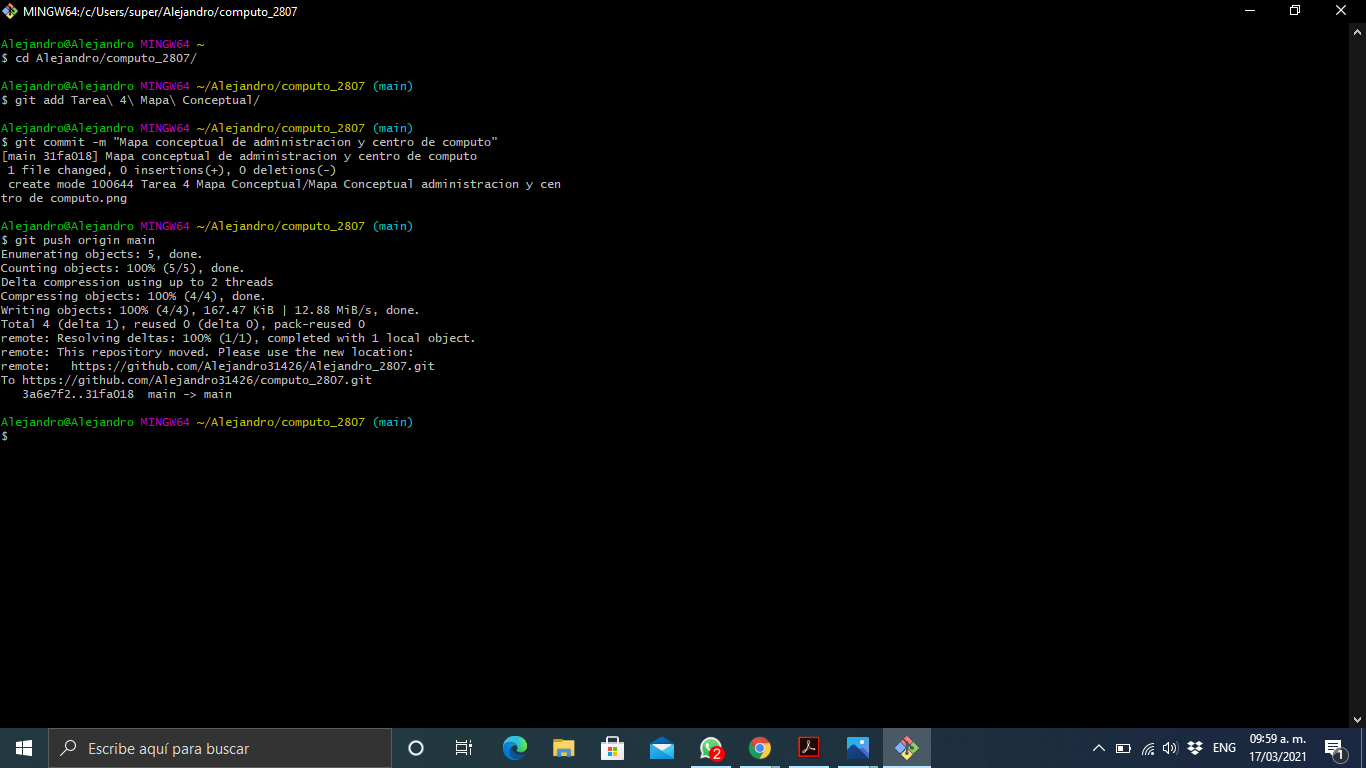 MINGW64:/c/Users/super/Alejandro/computo_2807
Alejandro@Alejandro MINGW64 ~
$ cd Alejandro/computo_2807/
Alejandro@Alejandro MINGW64 ~/Alejandro/computo_2807 (main)
$ git add Tarea\ 4\ Mapa\ Conceptual/
Alejandro@Alejandro MINGW64 ~/Alejandro/computo_2807 (main)
$ git commit -m "Mapa conceptual de administracion y centro de computo"
[main 31fa018] Mapa conceptual de administracion y centro de computo
 1 file changed, 0 insertions(+), 0 deletions(-)
 create mode 100644 Tarea 4 Mapa Conceptual/Mapa Conceptual administracion y cen
tro de computo.png
Alejandro@Alejandro MINGW64 ~/Alejandro/computo_2807 (main)
$ git push origin main
Enumerating objects: 5, done.
Counting objects: 100% (5/5), done.
Delta compression using up to 2 threads
Compressing objects: 100% (4/4), done.
Writing objects: 100% (4/4), 167.47 KiB | 12.88 MiB/s, done.
Total 4 (delta 1), reused 0 (delta 0), pack-reused 0
remote: Resolving deltas: 100% (1/1), completed with 1 local object.
remote: This repository moved. Please use the new location:
remote:   https://github.com/Alejandro31426/Alejandro_2807.git
To https://github.com/Alejandro31426/computo_2807.git
   3a6e7f2..31fa018  main -> main
Alejandro@Alejandro MINGW64 ~/Alejandro/computo_2807 (main)
$
Escribe aquí para buscar
2
ENG
09:59 a. m.
17/03/2021
1